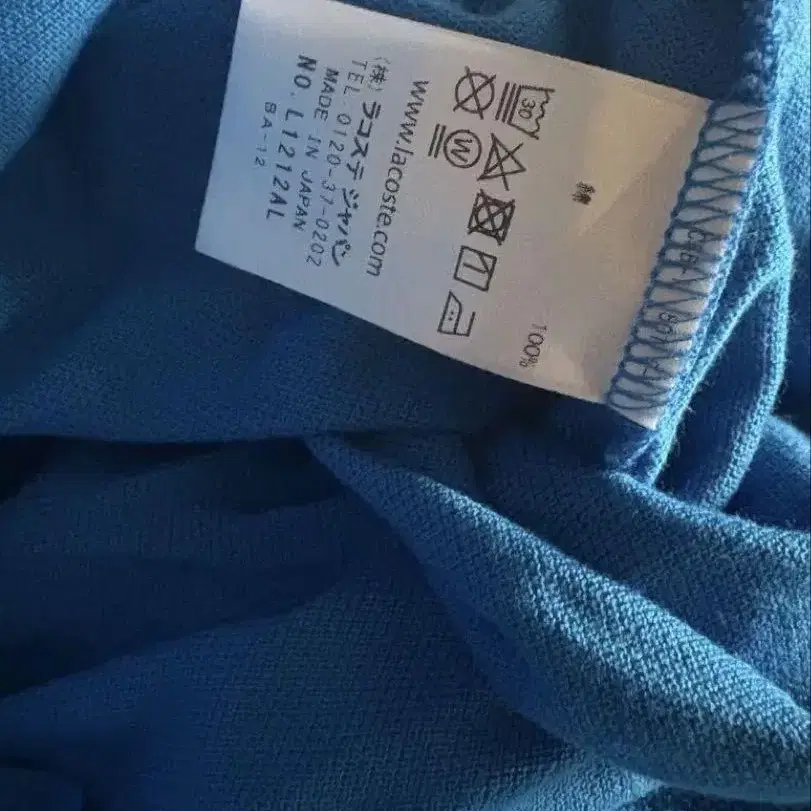 綿 100%
30
W
www.lacoste.com
(株) ラコステ ジャパン
TEL.0120-37-0202
MADE IN JAPAN
NO. L1212AL
BA-12